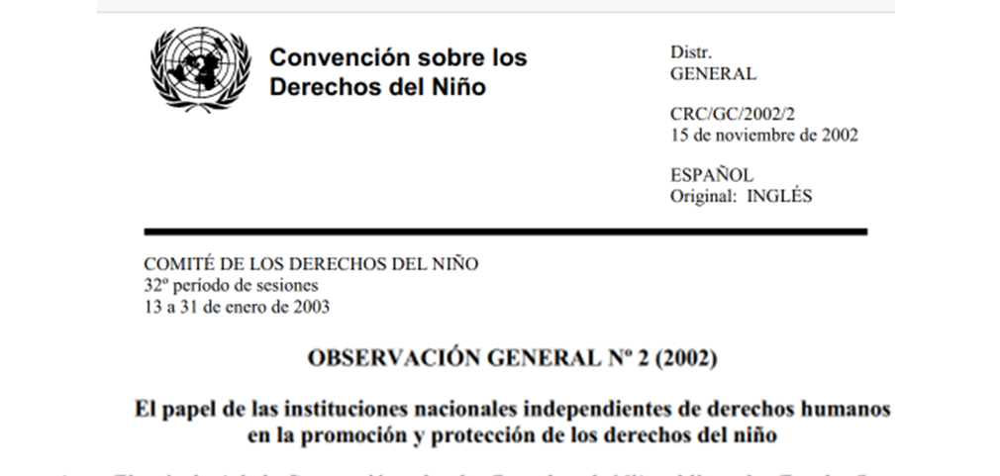 Convención sobre los
Derechos del Niño
Distr.
GENERAL
CRC/GC/2002/2
15 de noviembre de 2002
ESPAÑOL
Original: INGLÉS
COMITÉ DE LOS DERECHOS DEL NIÑO
32º período de sesiones
13 a 31 de enero de 2003
OBSERVACIÓN GENERAL Nº 2 (2002)
El papel de las instituciones nacionales independientes de derechos humanos
en la promoción y protección de los derechos del niño